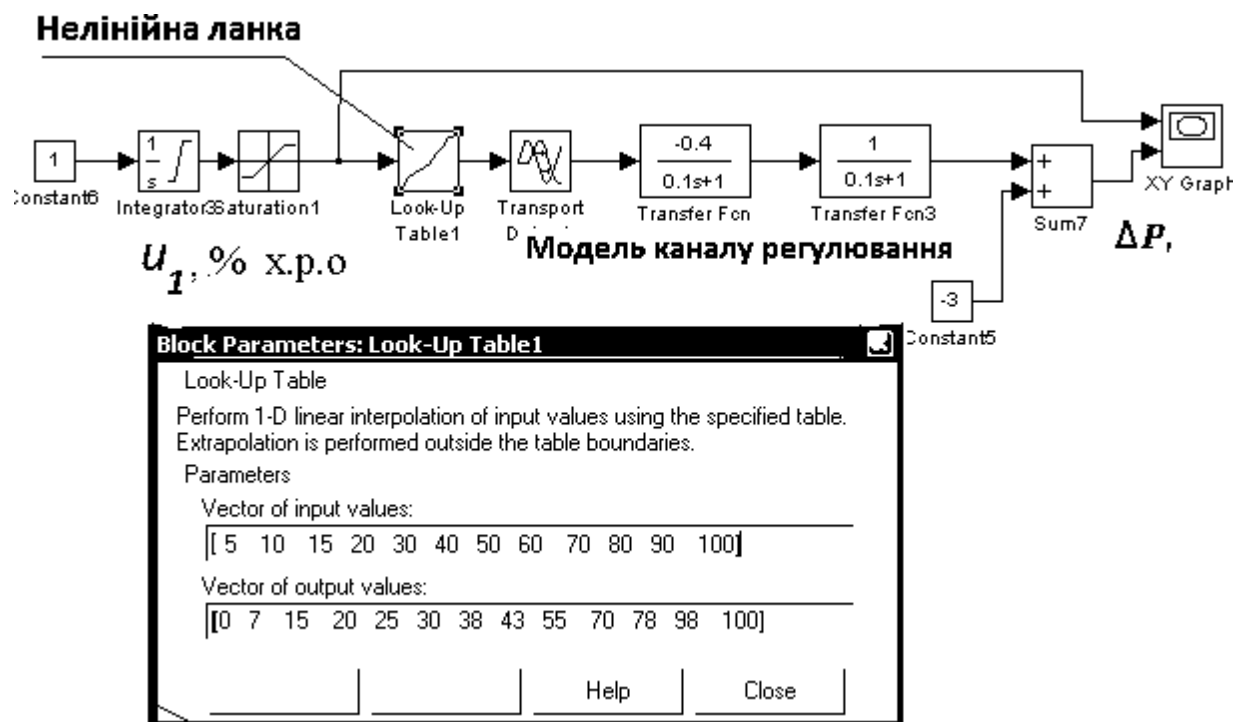 Нелінійна ланка
1
Constant6
1
s
Integrator3
Saturation1
Look-Up
Table1
Transport
-0.4
0.1s+1
Transfer Fcn
1
0.1s+1
Transfer Fcn3
+
+
Sum7
XY Graph
u1, % х.р.о
Модель каналу регулювання
ΔP,
-3
Constant5
Block Parameters: Look-Up Table1
Look-Up Table
Perform 1-D linear interpolation of input values using the specified table.
Extrapolation is performed outside the table boundaries.
Parameters
Vector of input values:
[ 5 10 15 20 30 40 50 60 70 80 90 100]
Vector of output values:
[0 7 15 20 25 30 38 43 55 70 78 98 100]
Help
Close